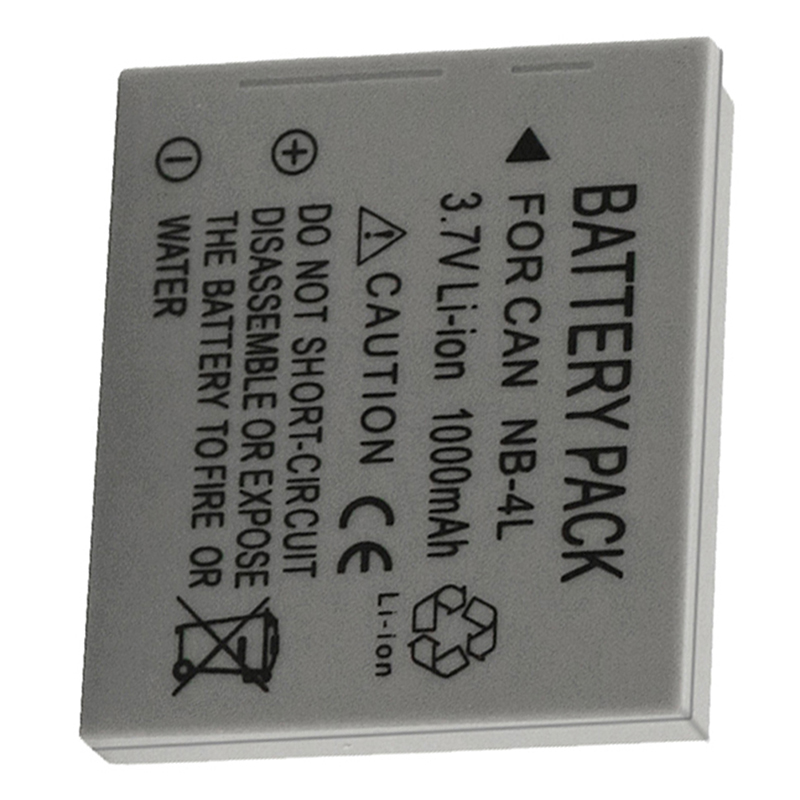 BATTERY PACK
FOR CAN NB-4L
3.7V Li-ion 1000mAh
CAUTION CE
Li-ion
DO NOT SHORT-CIRCUIT
DISASSEMBLE OR EXPOSE
THE BATTERY TO FIRE OR
WATER